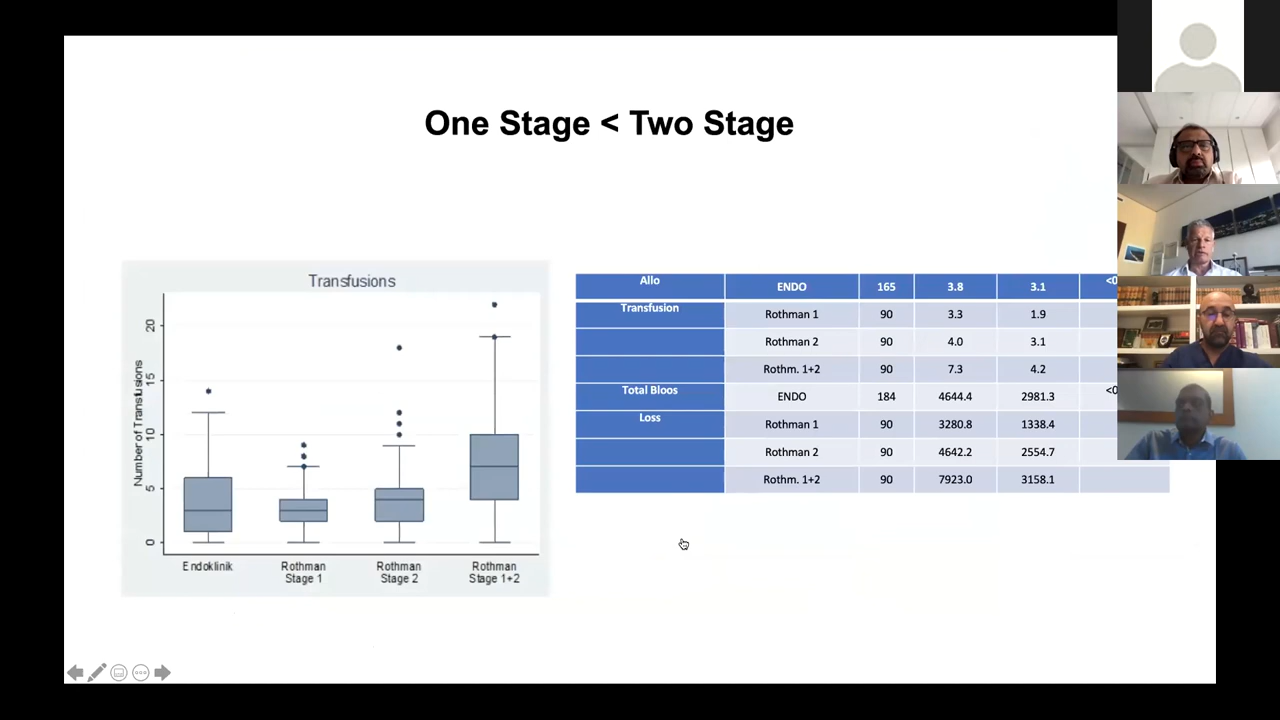 One Stage < Two Stage
Transfusions
Number of Transfusions
20
15
10
5
0
Endoklinik
Rothman
Stage 1
Rothman
Stage 2
Rothman
Stage 1+2
Allo ENDO 165 3.8 3.1 <0
Transfusion Rothman 1 90 3.3 1.9
Rothman 2 90 4.0 3.1
Rothm. 1+2 90 7.3 4.2
Total Bloos ENDO 184 4644.4 2981.3 <0
Loss Rothman 1 90 3280.8 1338.4
Rothman 2 90 4642.2 2554.7
Rothm. 1+2 90 7923.0 3158.1